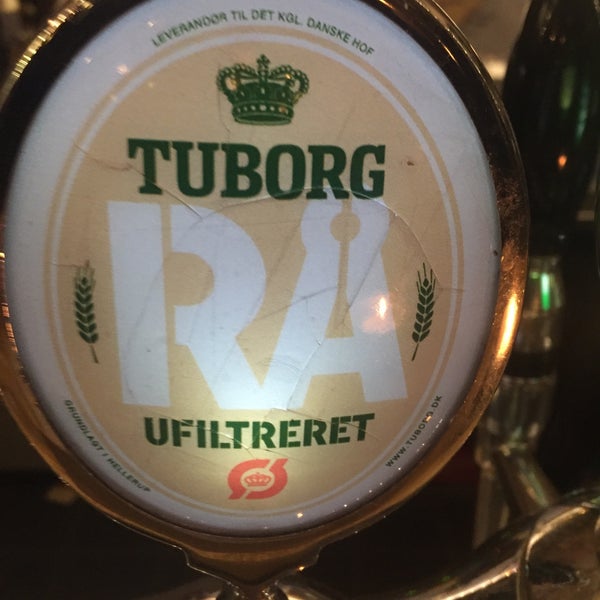 LEVERANDØR TIL DET KGL. DANSKE HOF
TUBORG
RÅ
UFILTRERET
GRUNDLAGT I HELLERUP
WWW.TUBORG.DK
Ø